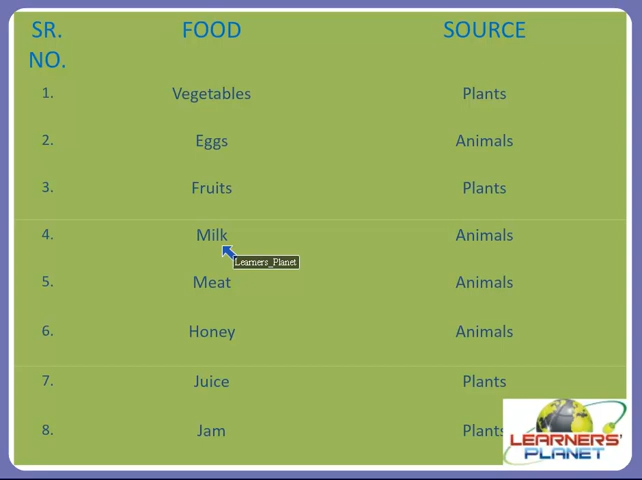 SR. NO. FOOD SOURCE
1. Vegetables Plants
2. Eggs Animals
3. Fruits Plants
4. Milk Animals
Learners_Planet
5. Meat Animals
6. Honey Animals
7. Juice Plants
8. Jam Plants
LEARNERS'
PLANET